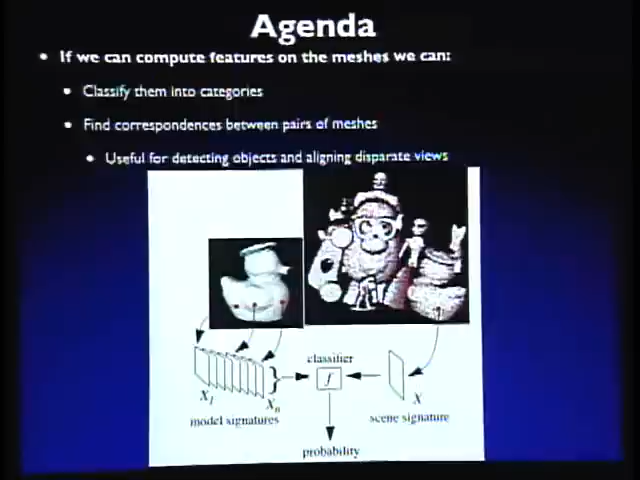 Agenda
• If we can compute features on the meshes we can:
• Classify them into categories
• Find correspondences between pairs of meshes
• Useful for detecting objects and aligning disparate views
classifier
f
X1
Xn
X
model signatures
scene signature
probability